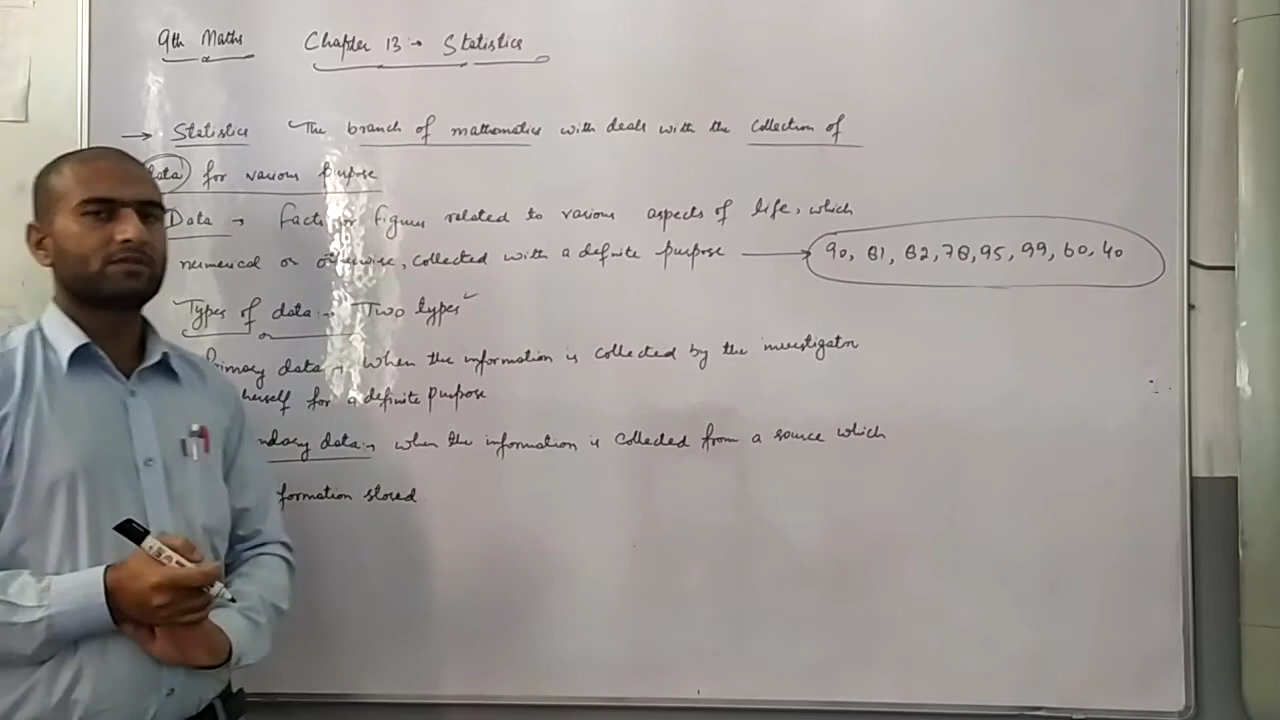 9th Maths Chapter 13 → Statistics
→ Statistics The branch of mathematics with deals with the collection of
data for various purpose
Data → facts or figures related to various aspects of life, which
numerical or otherwise, collected with a definite purpose → 90, 81, 82, 78, 95, 99, 60, 40
Types of data :→ Two types
data → when the information is collected by the investigator
herself for a definite purpose
data :→ when the information is collected from a source which
stored